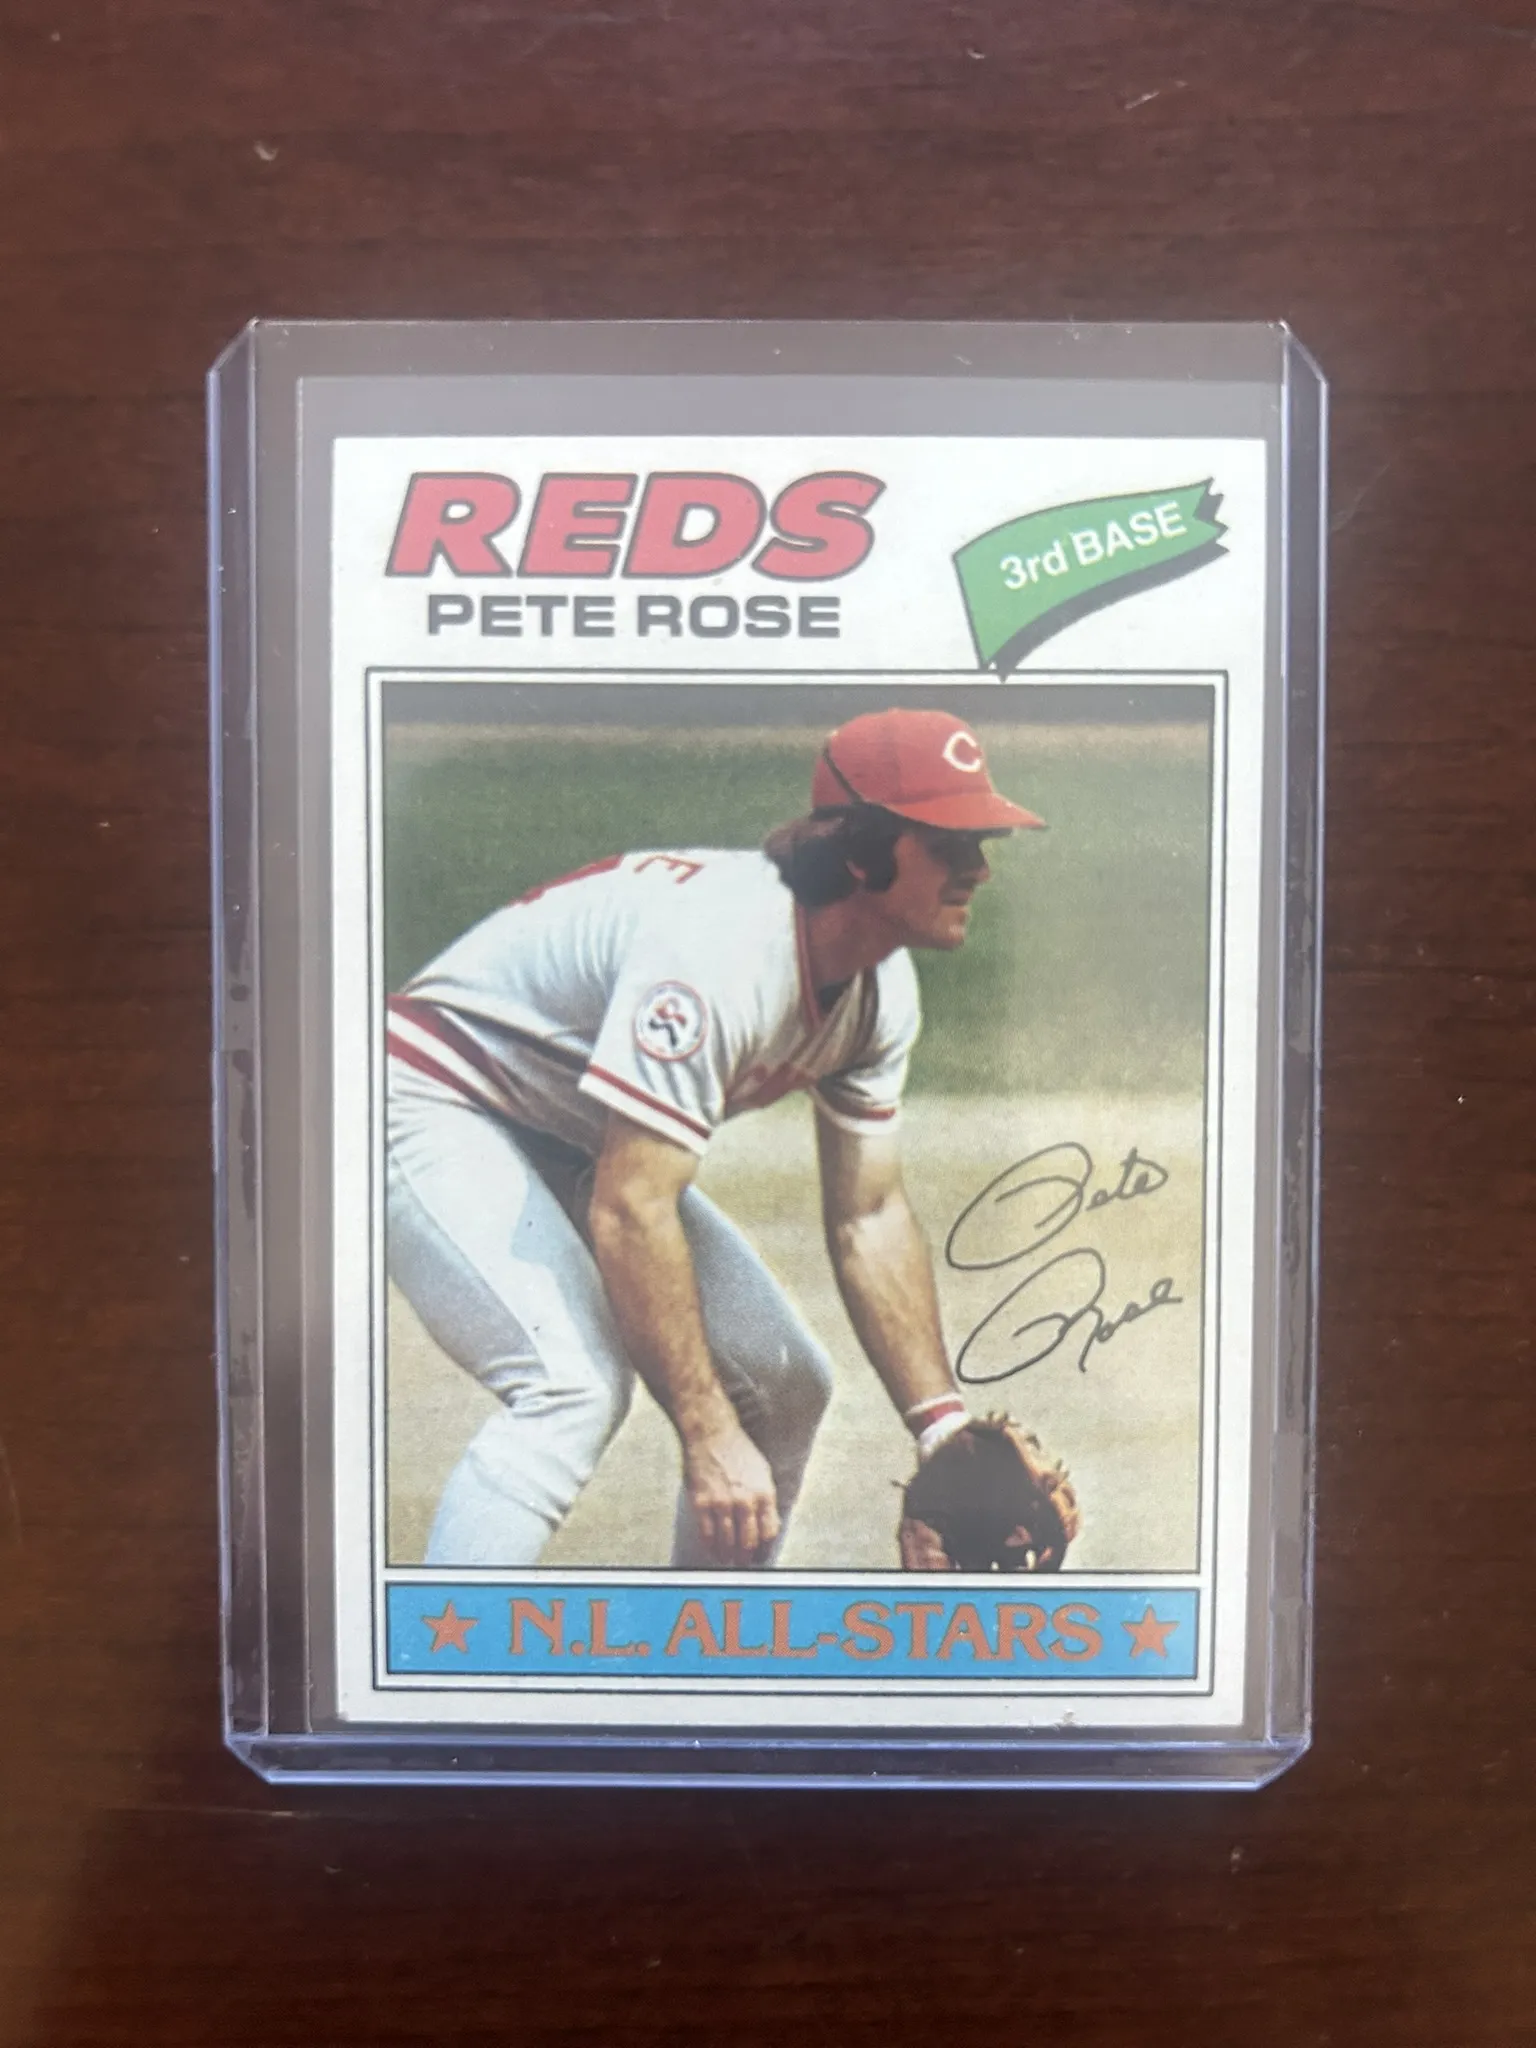 REDS
PETE ROSE
3rd BASE
C
E
Pete
Rose
★ N.L. ALL-STARS ★